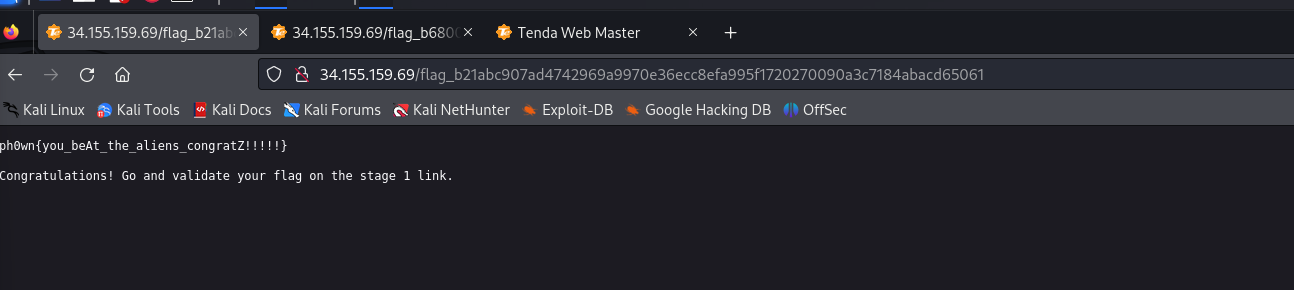 34.155.159.69/flag_b21ab
34.155.159.69/flag_b680
Tenda Web Master
34.155.159.69/flag_b21abc907ad4742969a9970e36ecc8efa995f1720270090a3c7184abacd65061
Kali Linux Kali Tools Kali Docs Kali Forums Kali NetHunter Exploit-DB Google Hacking DB OffSec
ph0wn{you_beAt_the_aliens_congratZ!!!!!}
Congratulations! Go and validate your flag on the stage 1 link.